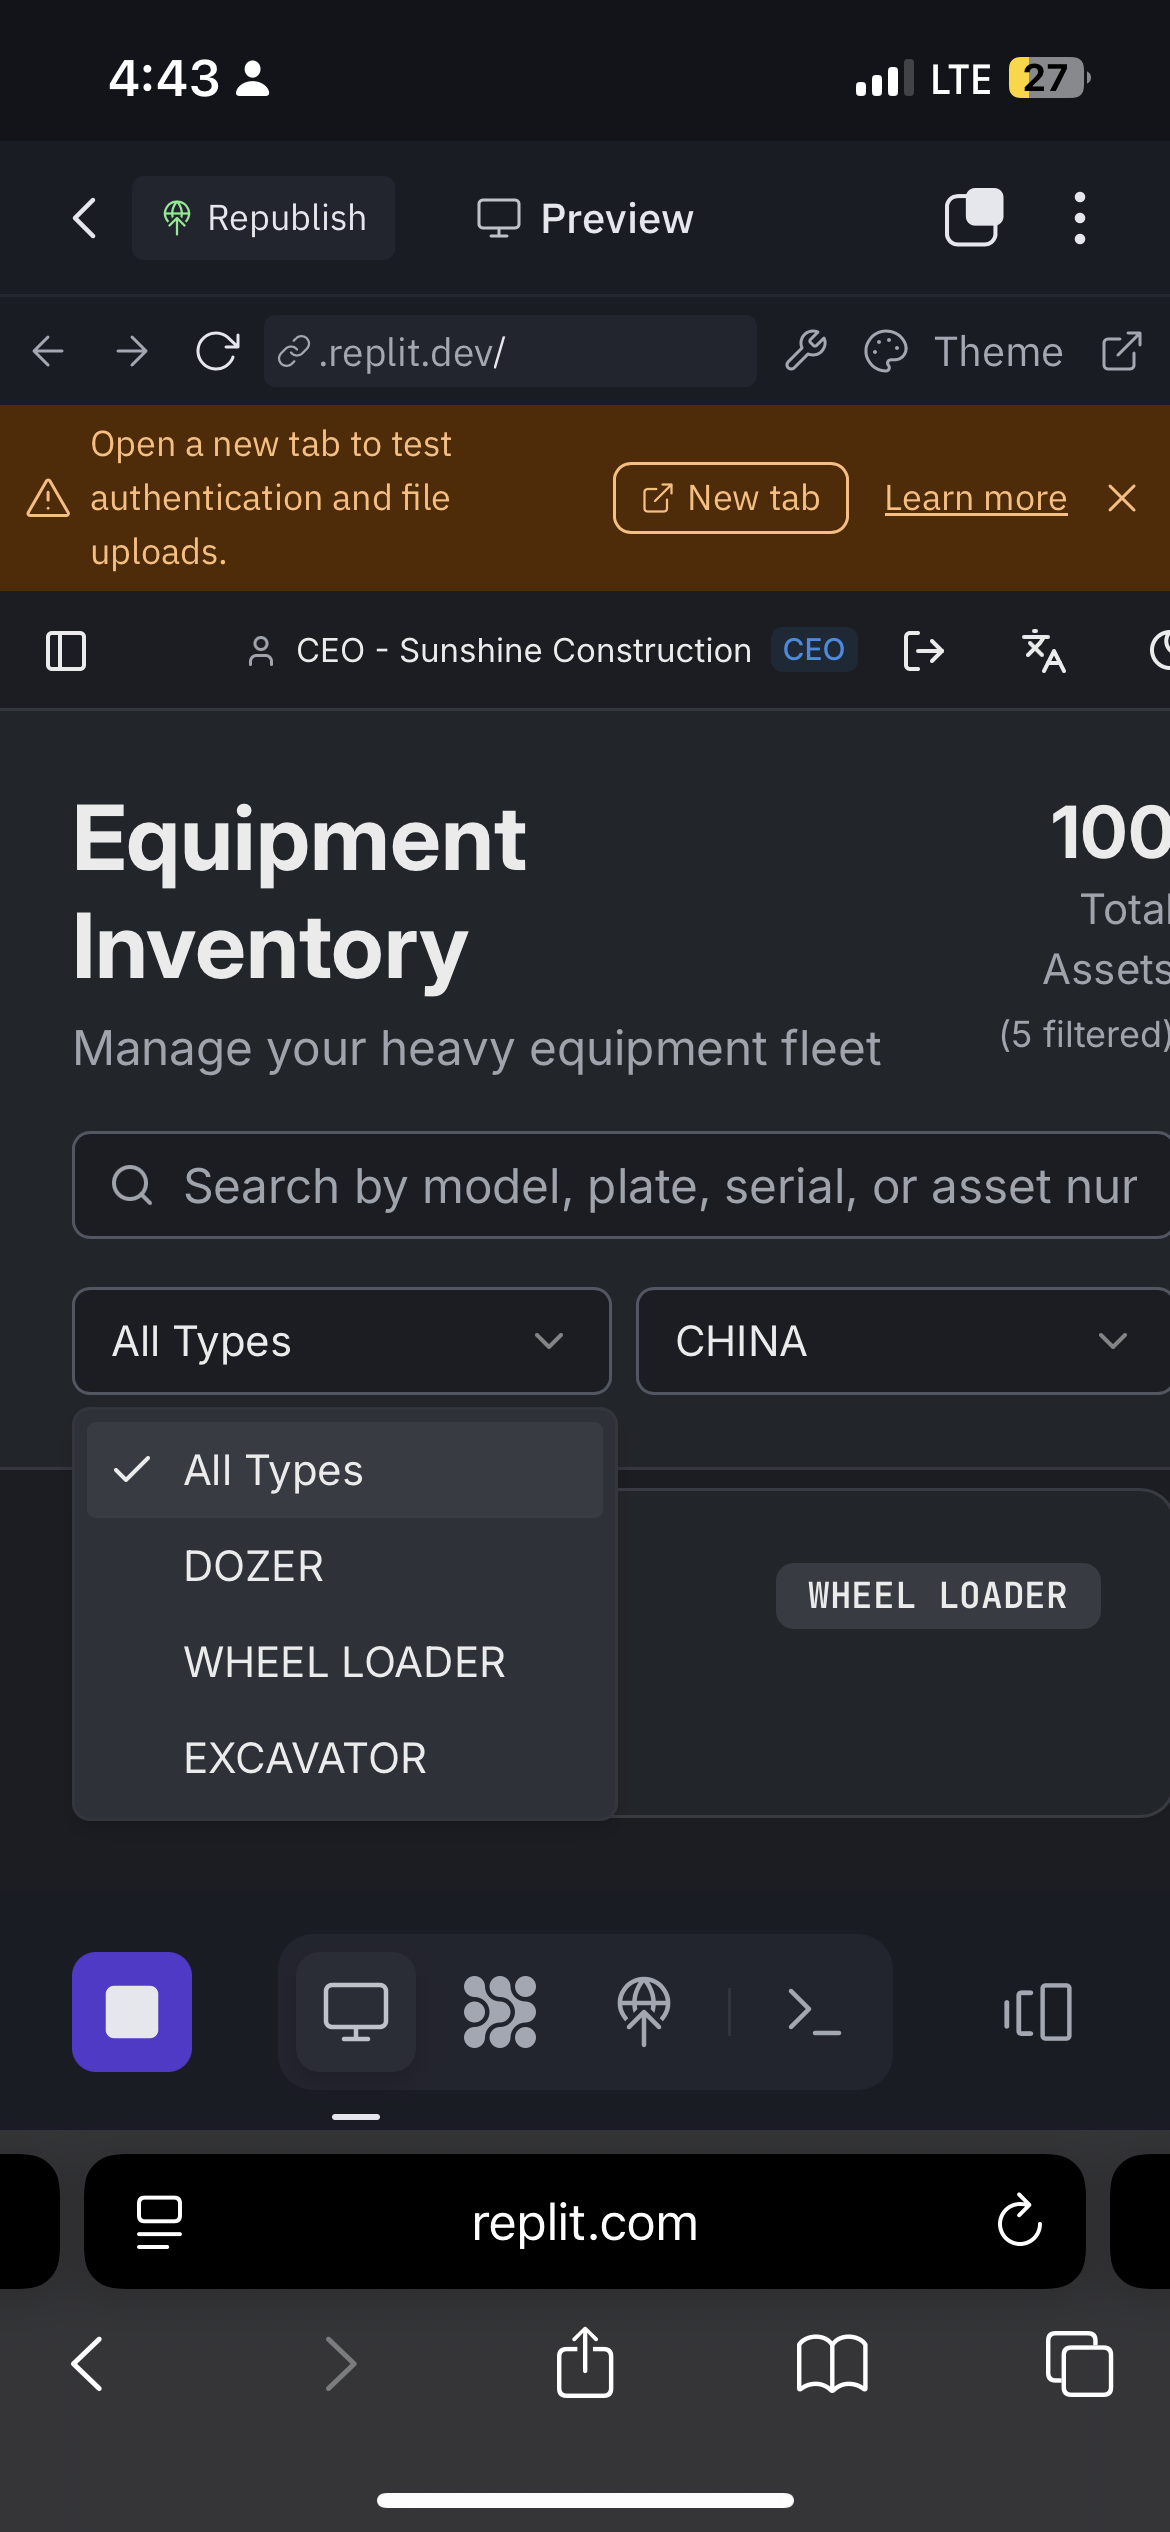 4:43
LTE 27
Republish
Preview
.replit.dev/
Theme
Open a new tab to test
authentication and file
uploads.
New tab
Learn more
CEO - Sunshine Construction
CEO
Equipment
Inventory
Manage your heavy equipment fleet
100
Total
Assets
(5 filtered)
Search by model, plate, serial, or asset nur
All Types
CHINA
All Types
DOZER
WHEEL LOADER
EXCAVATOR
WHEEL LOADER
replit.com